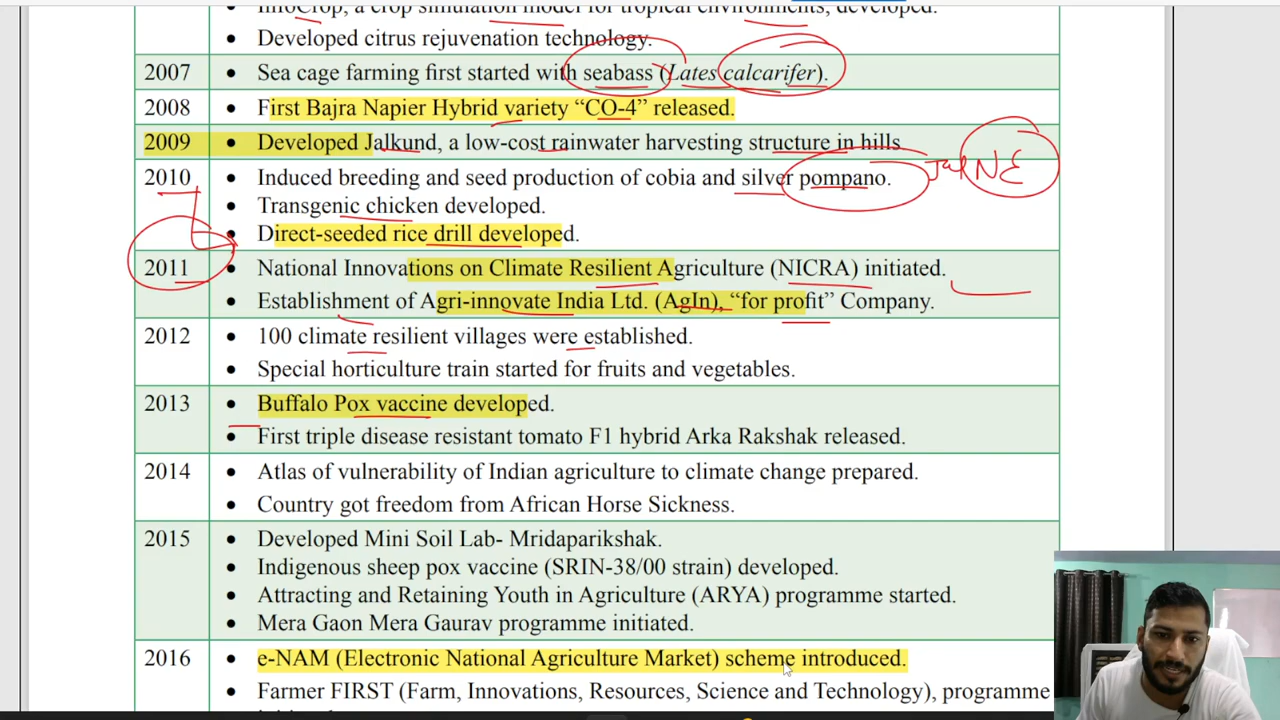 InfoCrop, a crop simulation model for tropical environments, developed.
• Developed citrus rejuvenation technology.
2007 • Sea cage farming first started with seabass (Lates calcarifer).
2008 • First Bajra Napier Hybrid variety “CO-4” released.
2009 • Developed Jalkund, a low-cost rainwater harvesting structure in hills.
2010 • Induced breeding and seed production of cobia and silver pompano.
• Transgenic chicken developed.
• Direct-seeded rice drill developed.
2011 • National Innovations on Climate Resilient Agriculture (NICRA) initiated.
• Establishment of Agri-innovate India Ltd. (AgIn), “for profit” Company.
2012 • 100 climate resilient villages were established.
• Special horticulture train started for fruits and vegetables.
2013 • Buffalo Pox vaccine developed.
• First triple disease resistant tomato F1 hybrid Arka Rakshak released.
2014 • Atlas of vulnerability of Indian agriculture to climate change prepared.
• Country got freedom from African Horse Sickness.
2015 • Developed Mini Soil Lab- Mridaparikshak.
• Indigenous sheep pox vaccine (SRIN-38/00 strain) developed.
• Attracting and Retaining Youth in Agriculture (ARYA) programme started.
• Mera Gaon Mera Gaurav programme initiated.
2016 • e-NAM (Electronic National Agriculture Market) scheme introduced.
• Farmer FIRST (Farm, Innovations, Resources, Science and Technology), programme